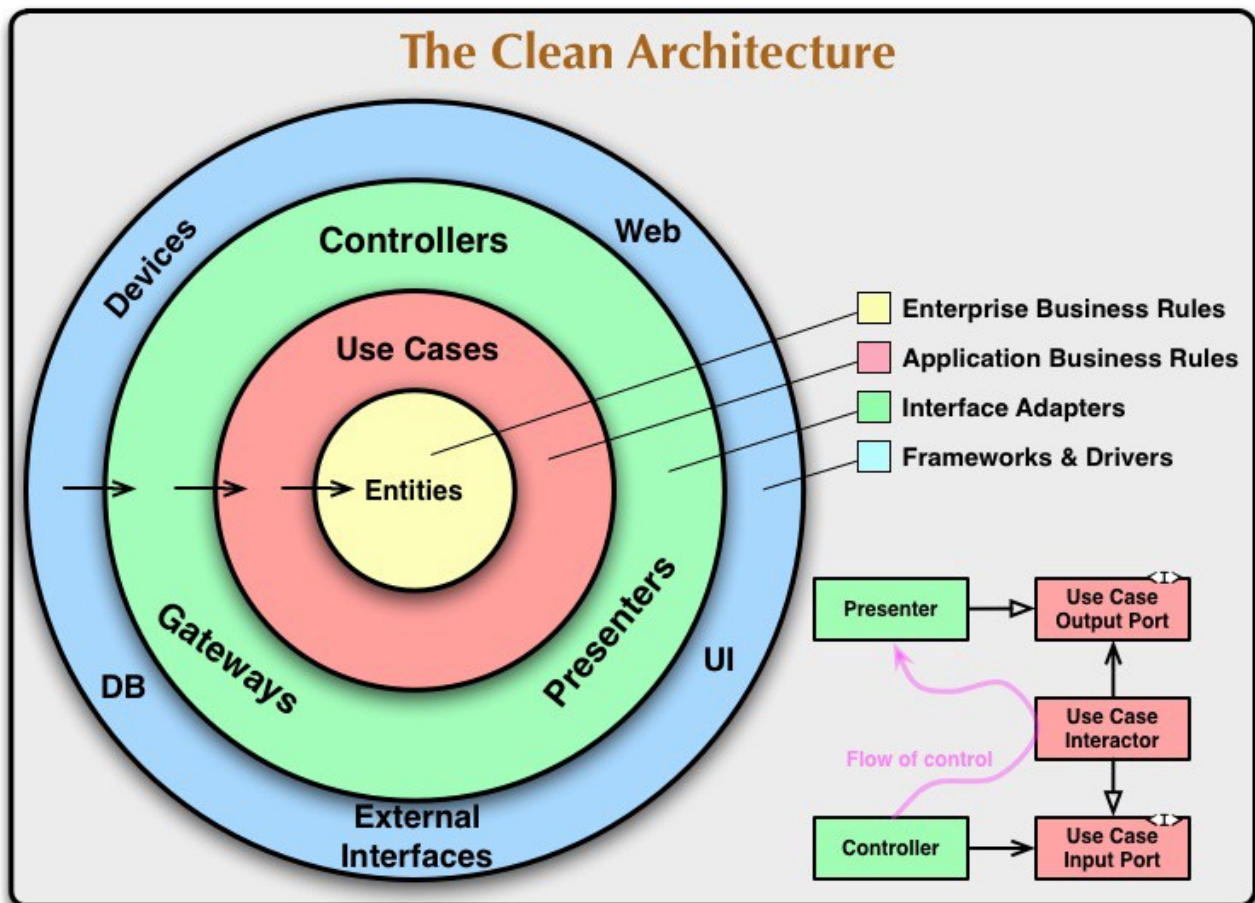 The Clean Architecture
Devices
Controllers
Web
Use Cases
Entities
Gateways
Presenters
DB
UI
External
Interfaces
Enterprise Business Rules
Application Business Rules
Interface Adapters
Frameworks & Drivers
Presenter
<I>
Use Case
Output Port
Use Case
Interactor
Flow of control
Controller
<I>
Use Case
Input Port